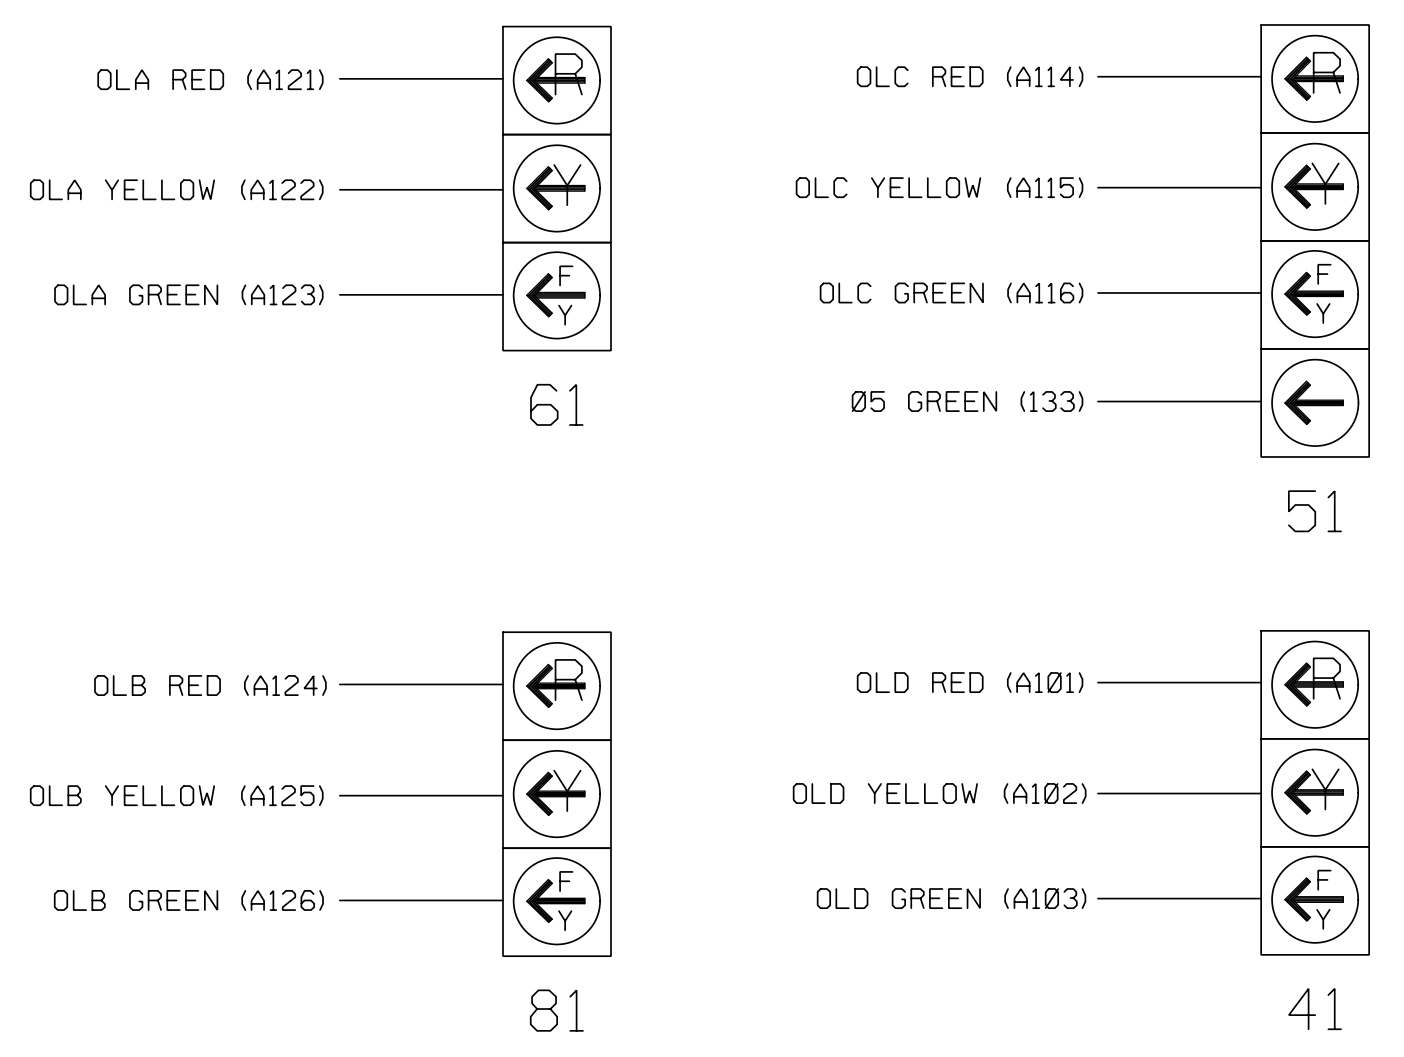 OLA RED (A121)
R
OLA YELLOW (A122)
Y
OLA GREEN (A123)
F
Y
61
OLC RED (A114)
R
OLC YELLOW (A115)
Y
OLC GREEN (A116)
F
Y
Ø5 GREEN (133)
51
OLB RED (A124)
R
OLB YELLOW (A125)
Y
OLB GREEN (A126)
F
Y
81
OLD RED (A1Ø1)
R
OLD YELLOW (A1Ø2)
Y
OLD GREEN (A1Ø3)
F
Y
41